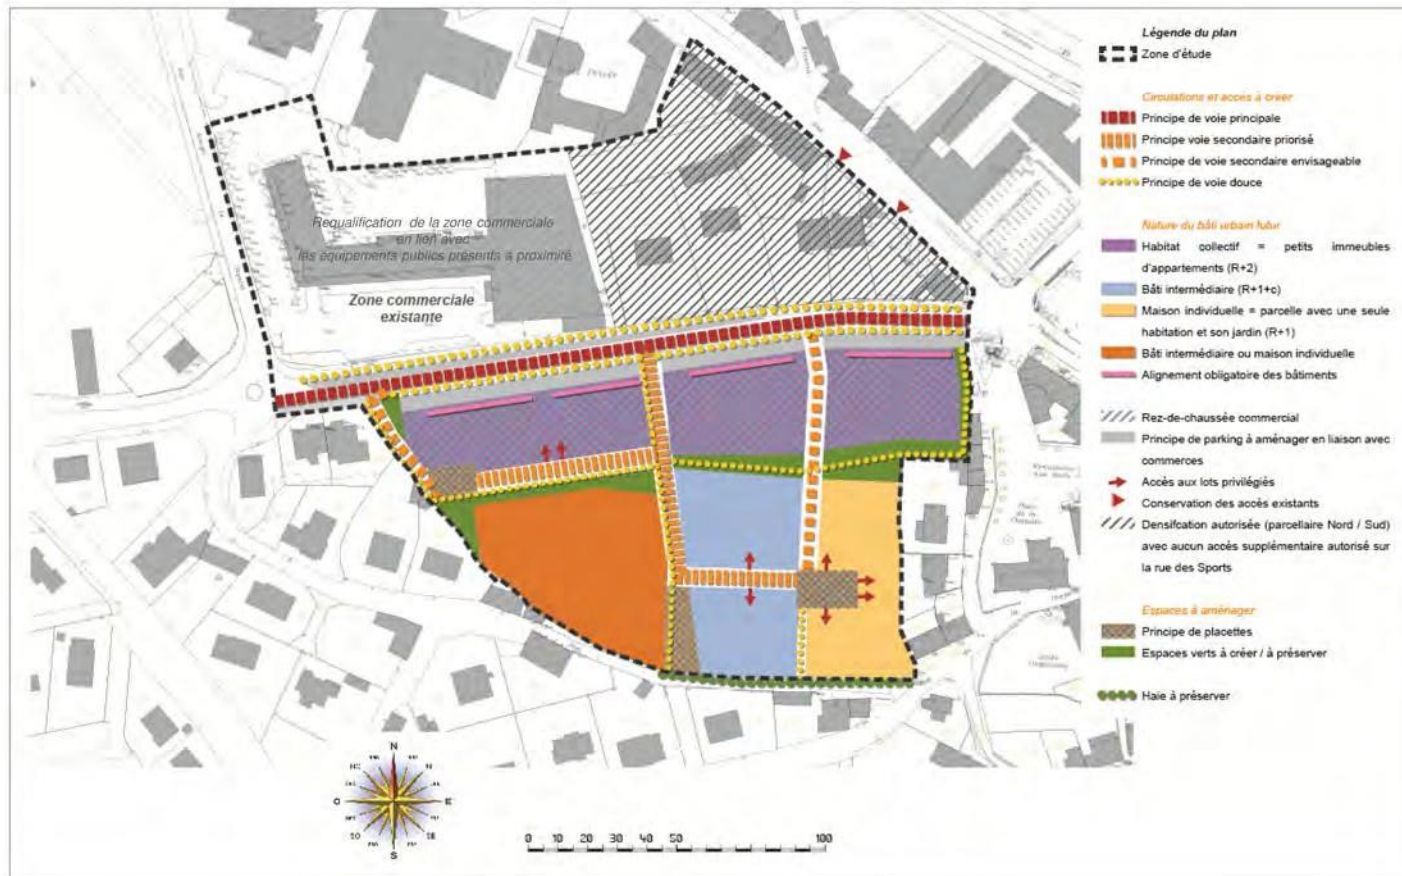 Légende du plan
Zone d'étude
Circulations et accès à créer
Principe de voie principale
Principe voie secondaire priorisé
Principe de voie secondaire envisageable
Principe de voie douce
Nature du bâti urbain futur
Habitat collectif = petits immeubles
d'appartements (R+2)
Bâti intermédiaire (R+1+c)
Maison individuelle = parcelle avec une seule
habitation et son jardin (R+1)
Bâti intermédiaire ou maison individuelle
Alignement obligatoire des bâtiments
Rez-de-chaussée commercial
Principe de parking à aménager en liaison avec
commerces
Accès aux lots privilégiés
Conservation des accès existants
Densifcation autorisée (parcellaire Nord / Sud)
avec aucun accès supplémentaire autorisé sur
la rue des Sports
Espaces à aménager
Principe de placettes
Espaces verts à créer / à préserver
Haie à préserver
Requalification de la zone commerciale
en lien avec
les équipements publics présents à proximité
Zone commerciale
existante
N
O
E
SO
SE
S
0 10 20 30 40 50 100